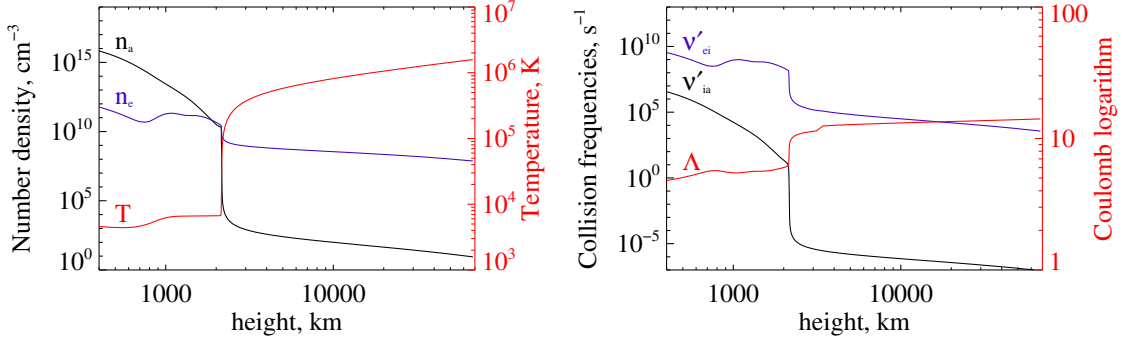 Number density, cm⁻³
10¹⁵
10¹⁰
10⁵
10⁰
nₐ
nₑ
T
10⁷
10⁶
10⁵
10⁴
10³
Temperature, K
1000
10000
height, km
Collision frequencies, s⁻¹
10¹⁰
10⁵
10⁰
10⁻⁵
ν′ei
ν′ia
Λ
100
10
1
Coulomb logarithm
1000
10000
height, km